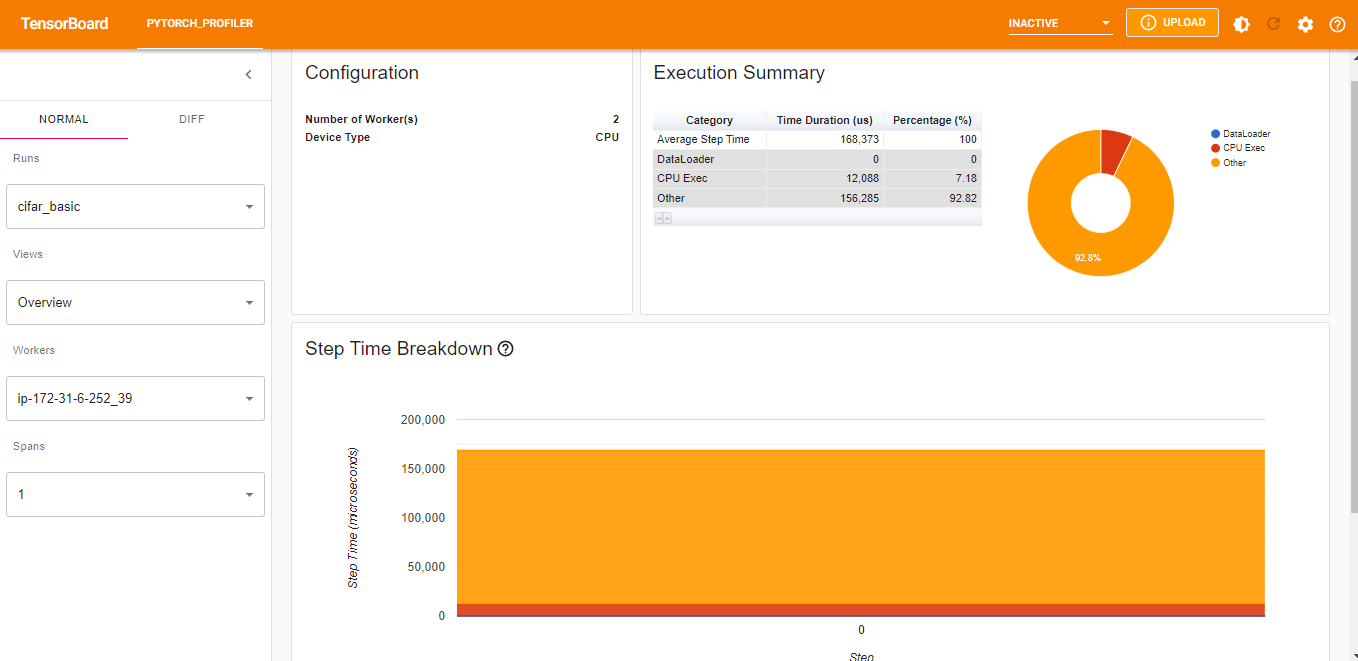 TensorBoard PYTORCH_PROFILER INACTIVE UPLOAD
NORMAL DIFF
Runs
cifar_basic
Views
Overview
Workers
ip-172-31-6-252_39
Spans
1
Configuration
Number of Worker(s) 2
Device Type CPU
Execution Summary
Category Time Duration (us) Percentage (%)
Average Step Time 168,373 100
DataLoader 0 0
CPU Exec 12,088 7.18
Other 156,285 92.82
92.8%
DataLoader
CPU Exec
Other
Step Time Breakdown
200,000
150,000
100,000
50,000
0
Step Time (microseconds)
0
Step